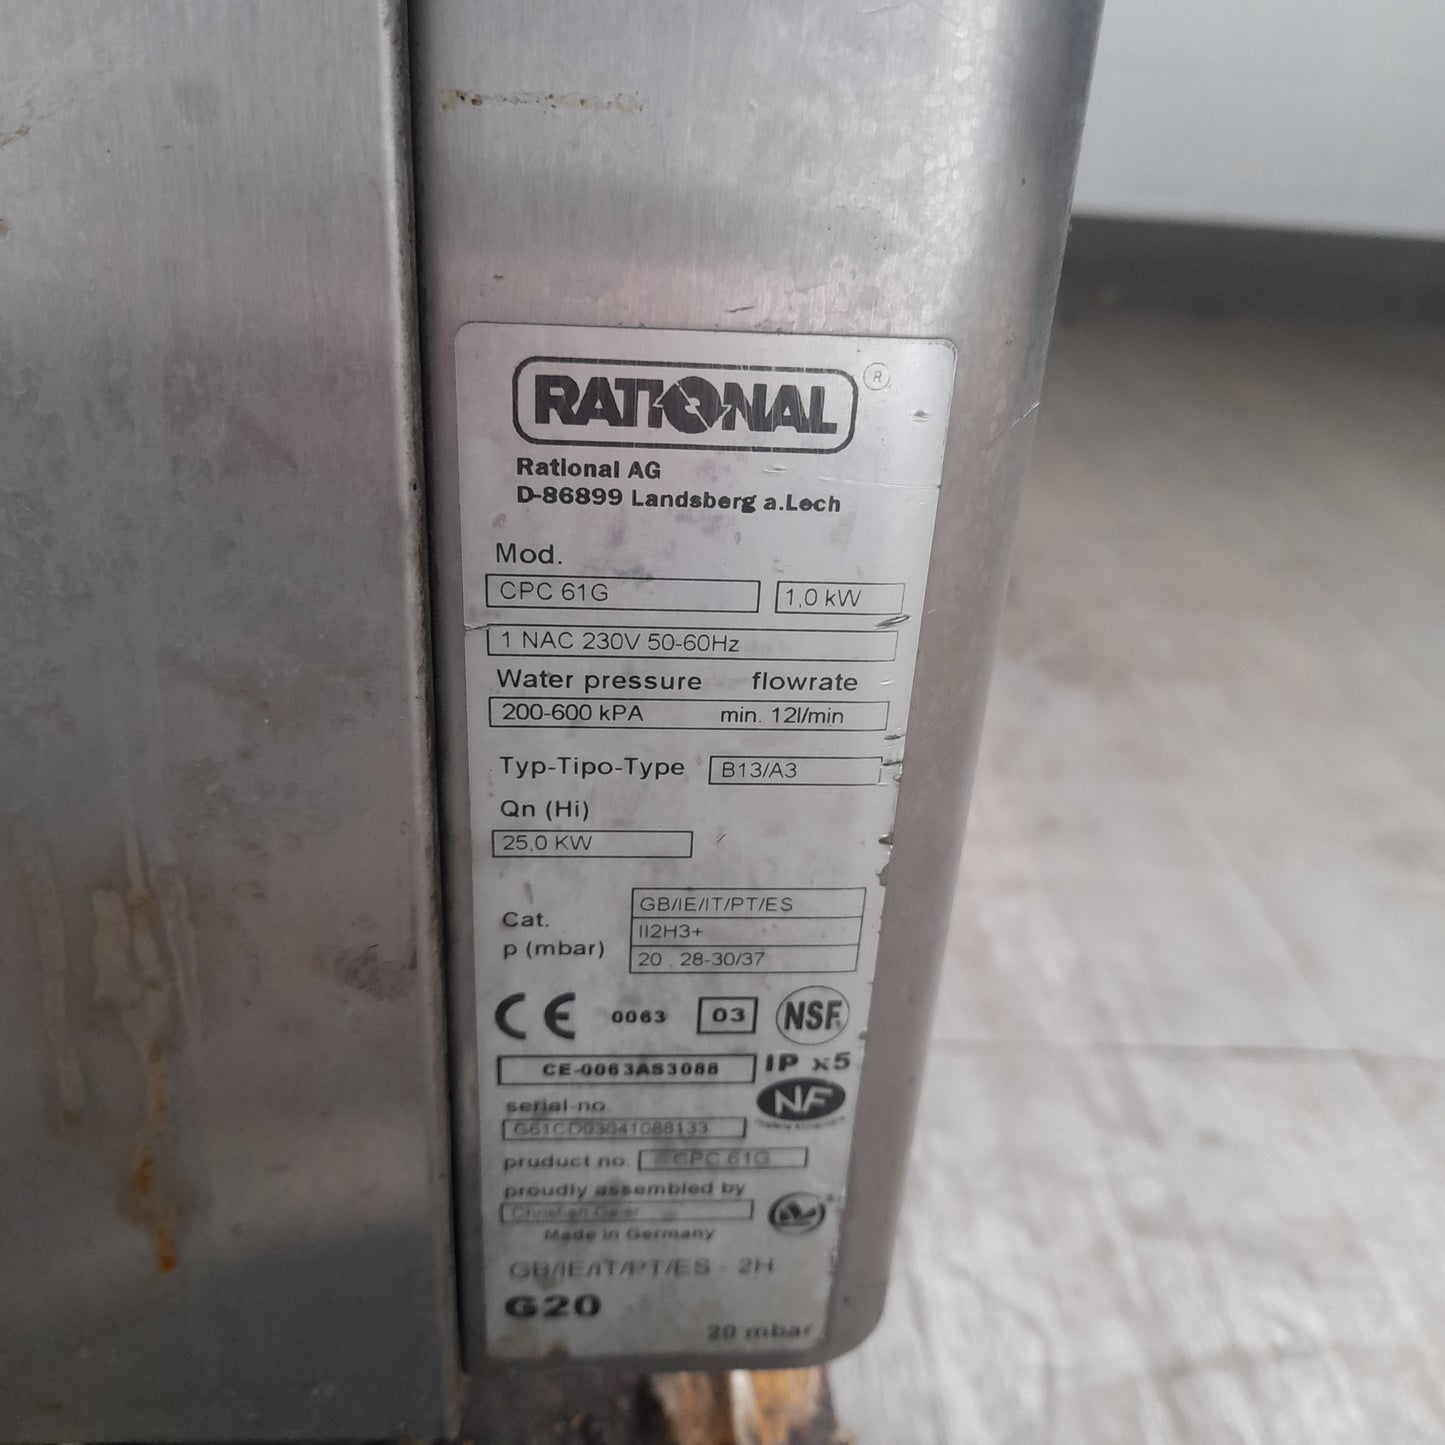 RATIONAL ®
Rational AG
D-86899 Landsberg a.Lech
Mod.
CPC 61G 1,0 kW
1 NAC 230V 50-60Hz
Water pressure flowrate
200-600 kPA min. 12l/min
Typ-Tipo-Type B13/A3
Qn (Hi)
25,0 KW
Cat. GB/IE/IT/PT/ES
II2H3+
p (mbar) 20 . 28-30/37
CE 0063 03 NSF.
CE-0063AS3088 IP x5
NF
serial-no.
G61CD03041088133
pruduct no. CPC 61G
proudly assembled by
Christian Geier
Made in Germany
GB/IE/IT/PT/ES - 2H
G20
20 mbar